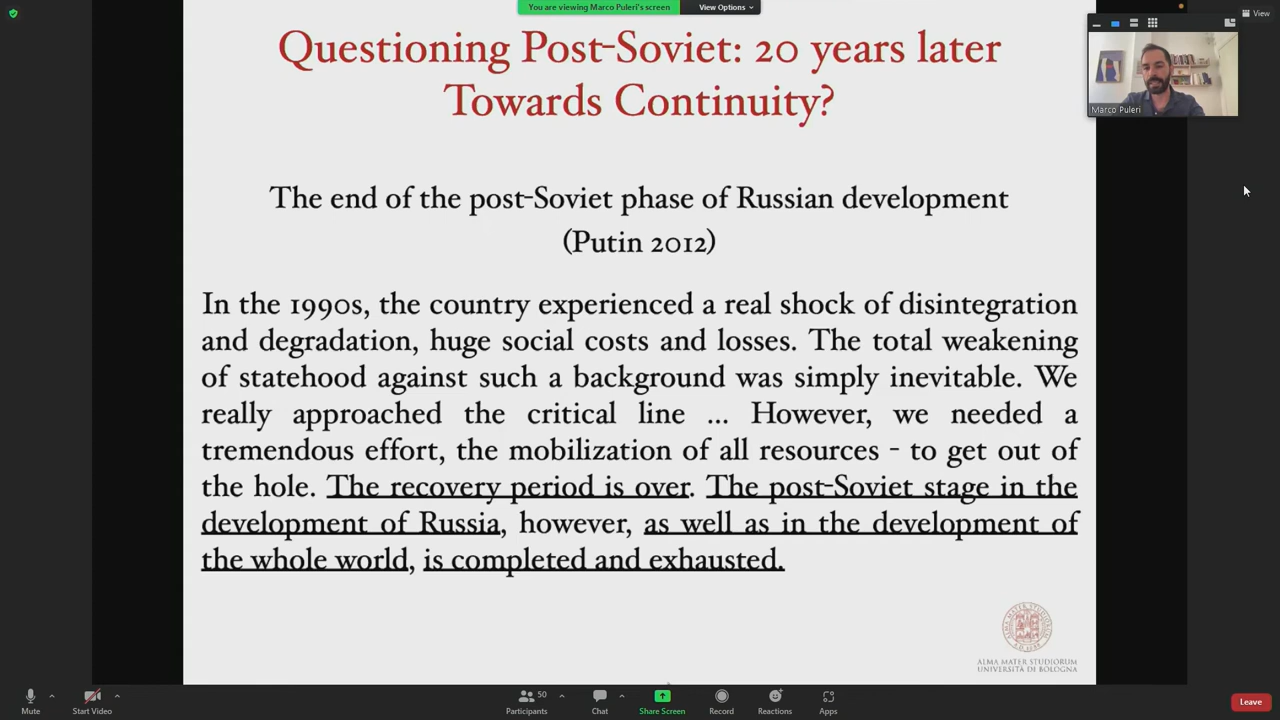 You are viewing Marco Puleri's screen
View Options
View
Questioning Post-Soviet: 20 years later
Towards Continuity?
Marco Puleri
The end of the post-Soviet phase of Russian development
(Putin 2012)
In the 1990s, the country experienced a real shock of disintegration
and degradation, huge social costs and losses. The total weakening
of statehood against such a background was simply inevitable. We
really approached the critical line ... However, we needed a
tremendous effort, the mobilization of all resources - to get out of
the hole. The recovery period is over. The post-Soviet stage in the
development of Russia, however, as well as in the development of
the whole world, is completed and exhausted.
ALMA MATER STUDIORUM
UNIVERSITÀ DI BOLOGNA
Mute
Start Video
50
Participants
Chat
Share Screen
Record
Reactions
Apps
Leave